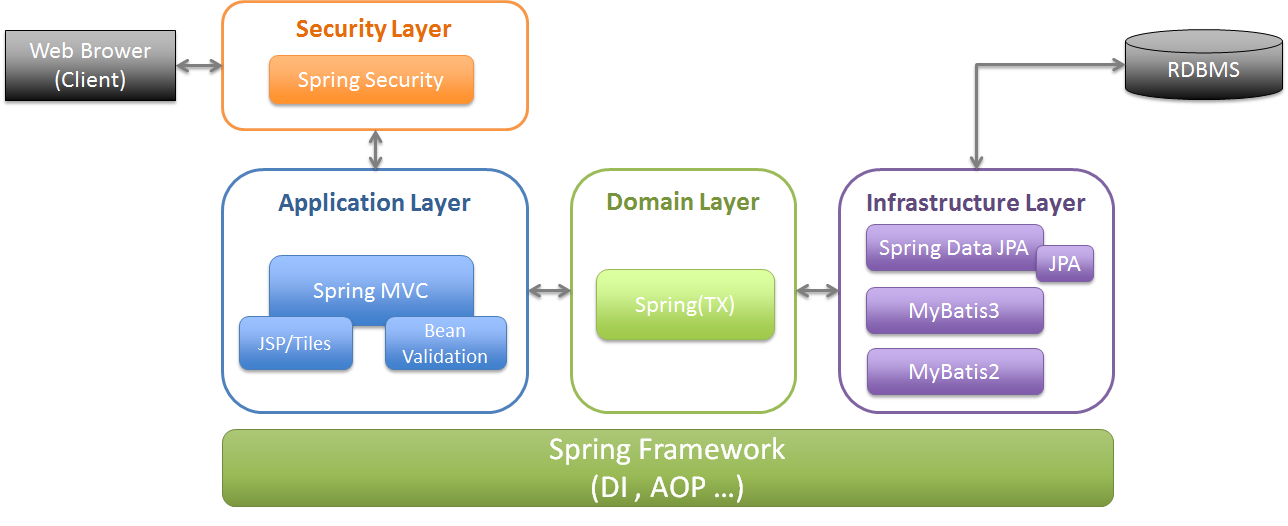 Web Brower
(Client)
Security Layer
Spring Security
RDBMS
Application Layer
Spring MVC
JSP/Tiles
Bean
Validation
Domain Layer
Spring(TX)
Infrastructure Layer
Spring Data JPA
JPA
MyBatis3
MyBatis2
Spring Framework
(DI , AOP ...)